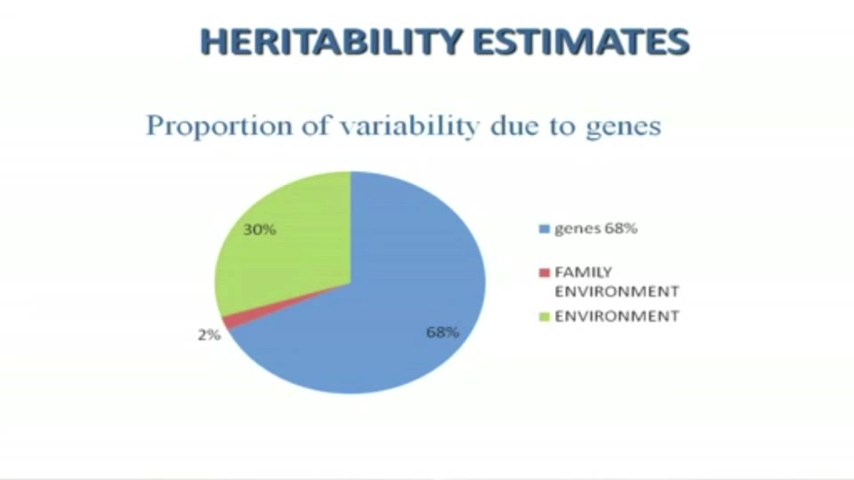 HERITABILITY ESTIMATES
Proportion of variability due to genes
30%
genes 68%
FAMILY
ENVIRONMENT
ENVIRONMENT
2%
68%